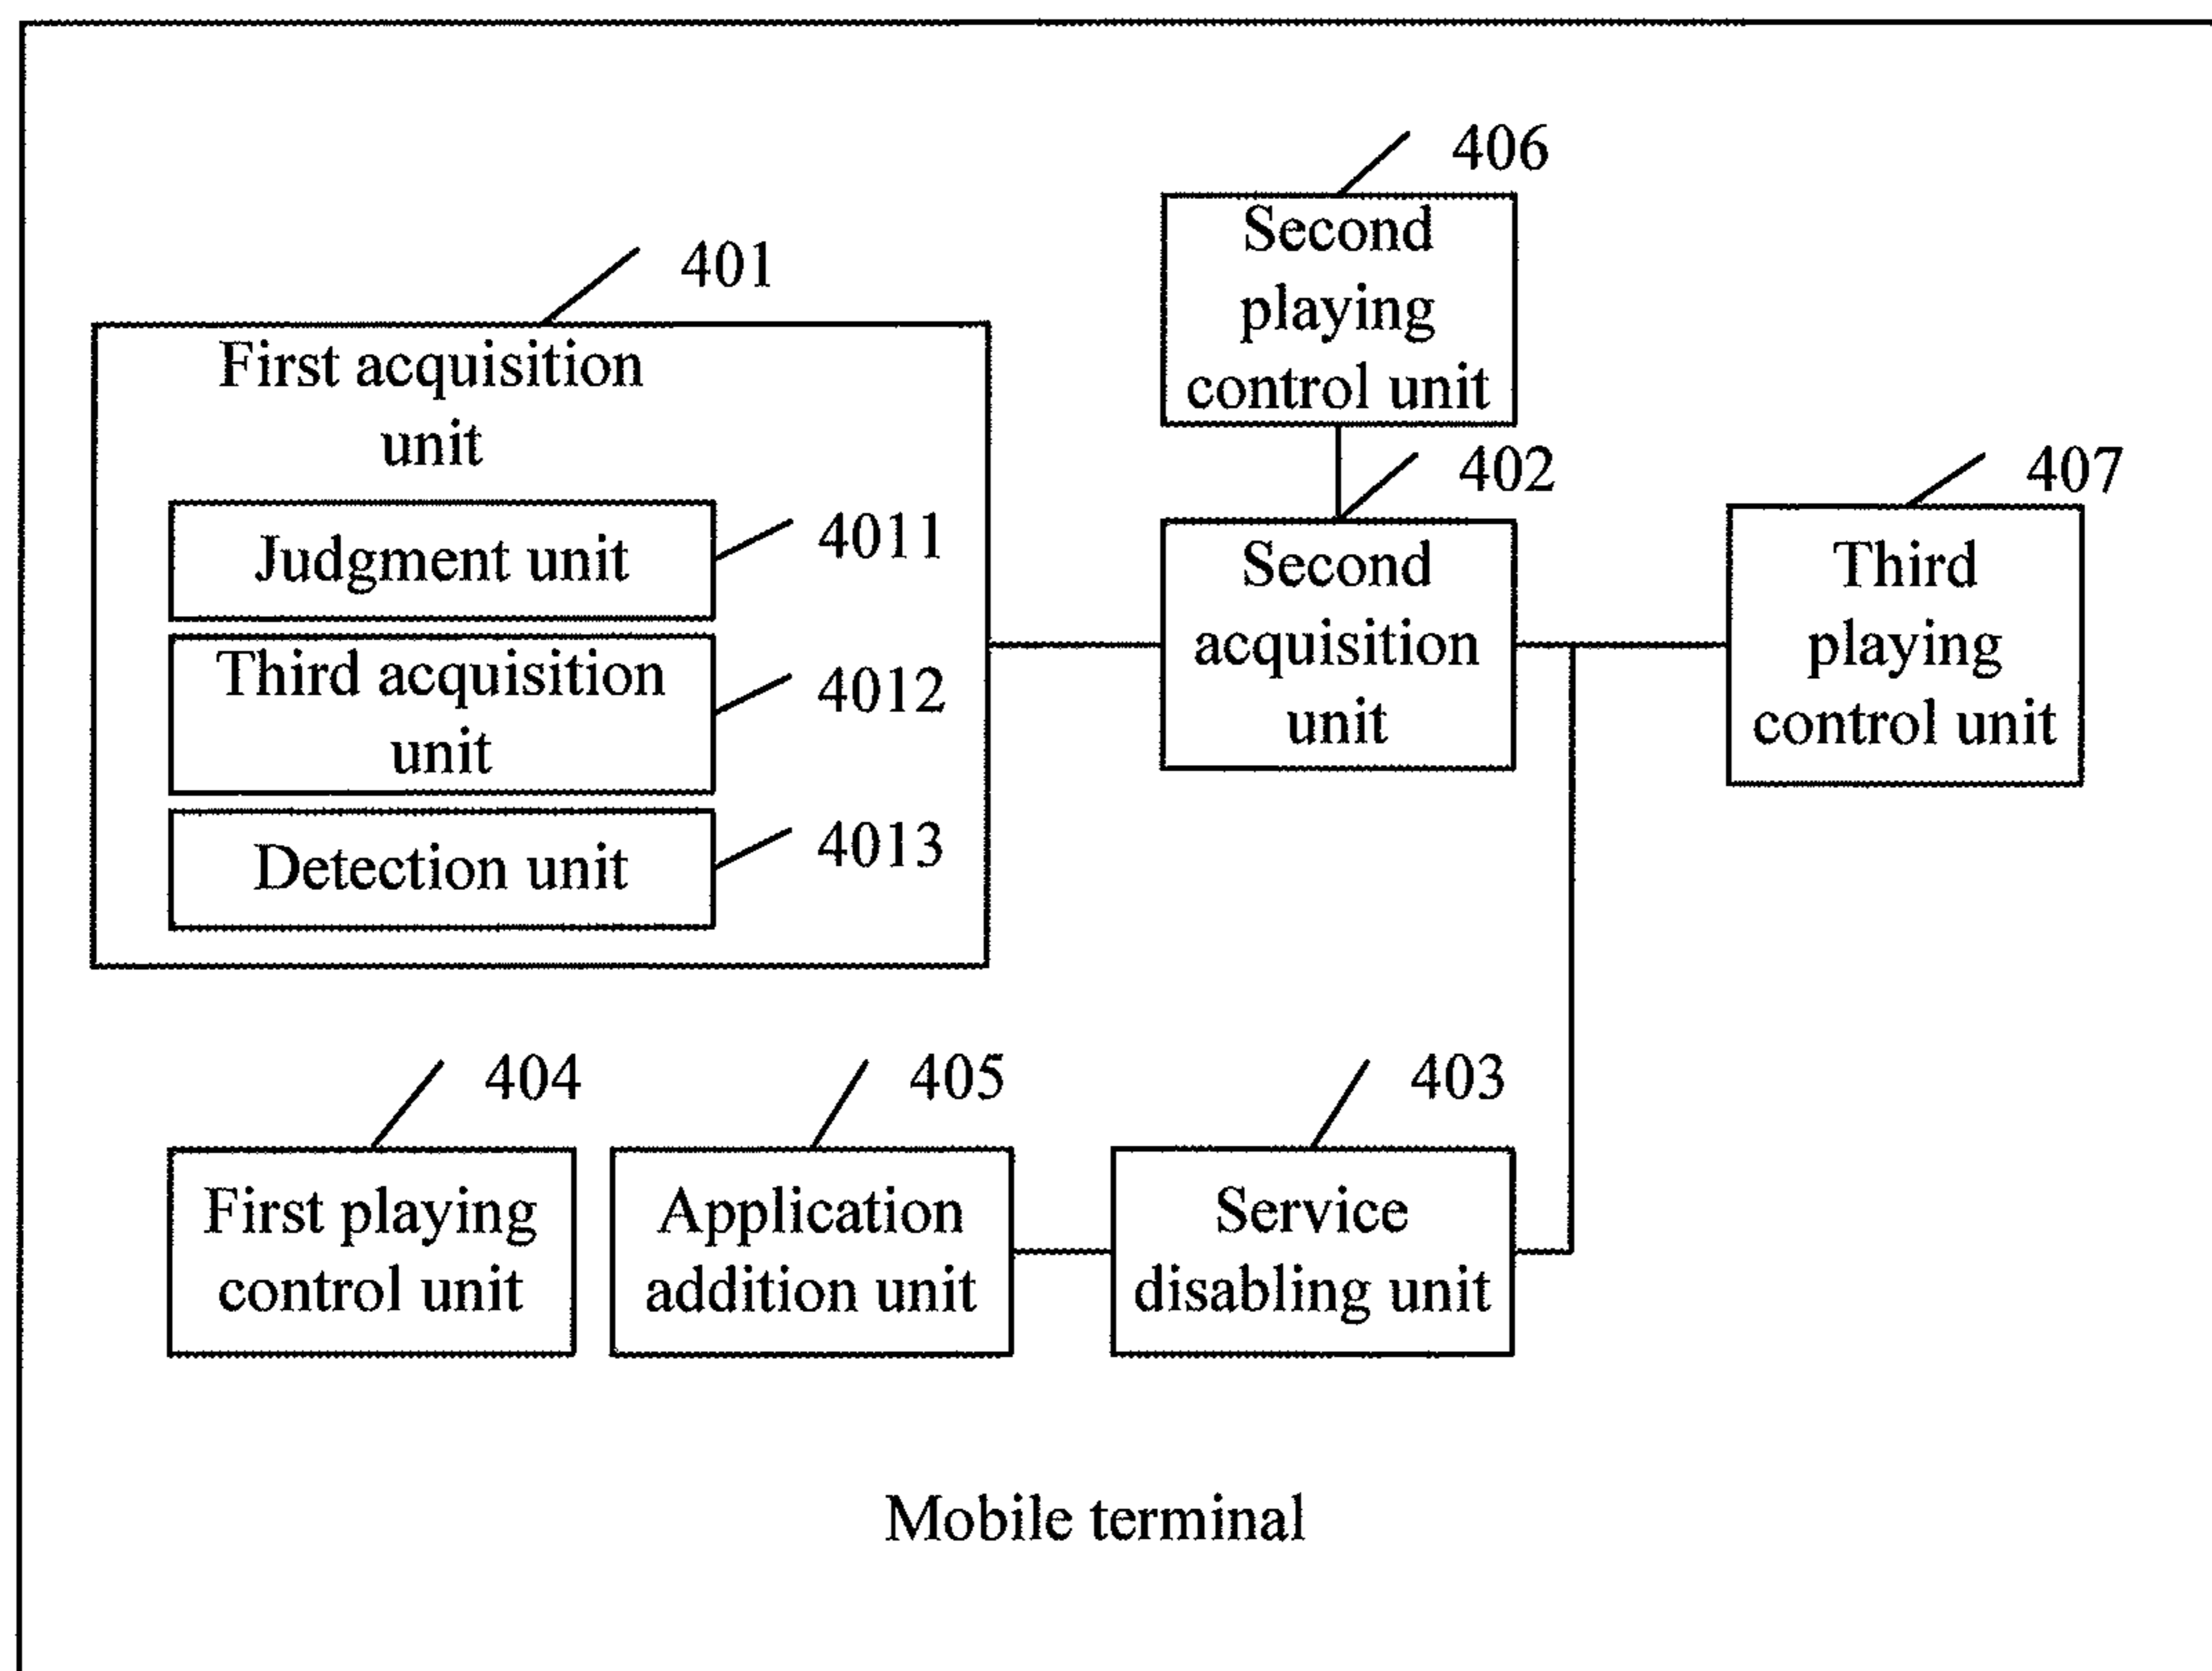 406
Second
playing
control unit
401
First acquisition
unit
402
407
Judgment unit
4011
Second
acquisition
unit
Third
playing
control unit
Third acquisition
unit
4012
Detection unit
4013
404
405
403
First playing
control unit
Application
addition unit
Service
disabling unit
Mobile terminal